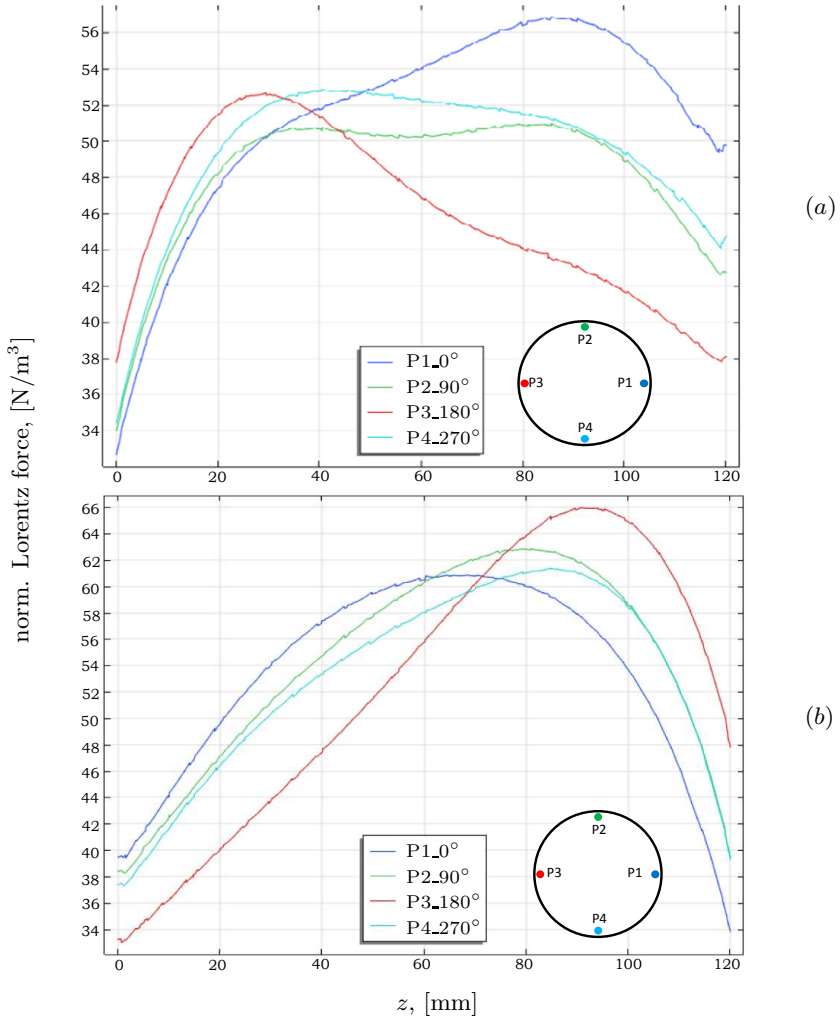 norm. Lorentz force, [N/m³]
56
54
52
50
48
46
44
42
40
38
36
34
P1_0°
P2_90°
P3_180°
P4_270°
P2
P3
P1
P4
0 20 40 60 80 100 120
(a)
66
64
62
60
58
56
54
52
50
48
46
44
42
40
38
36
34
P1_0°
P2_90°
P3_180°
P4_270°
P2
P3
P1
P4
0 20 40 60 80 100 120
(b)
z, [mm]